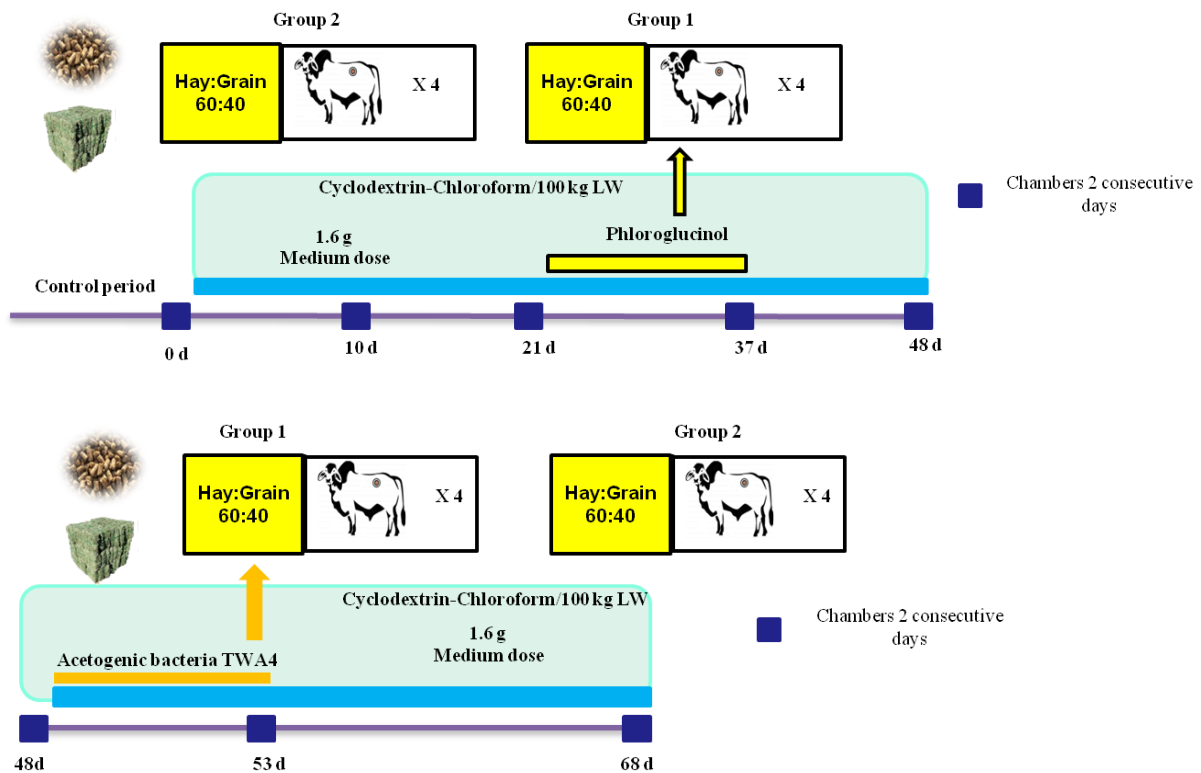 Group 2
Group 1
Hay:Grain
60:40
X 4
Hay:Grain
60:40
X 4
Cyclodextrin-Chloroform/100 kg LW
1.6 g
Medium dose
Phloroglucinol
Chambers 2 consecutive
days
Control period
0 d
10 d
21 d
37 d
48 d
Group 1
Group 2
Hay:Grain
60:40
X 4
Hay:Grain
60:40
X 4
Cyclodextrin-Chloroform/100 kg LW
1.6 g
Medium dose
Acetogenic bacteria TWA4
Chambers 2 consecutive
days
48d
53 d
68 d